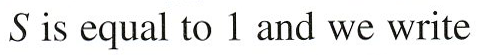 S is equal to 1 and we write